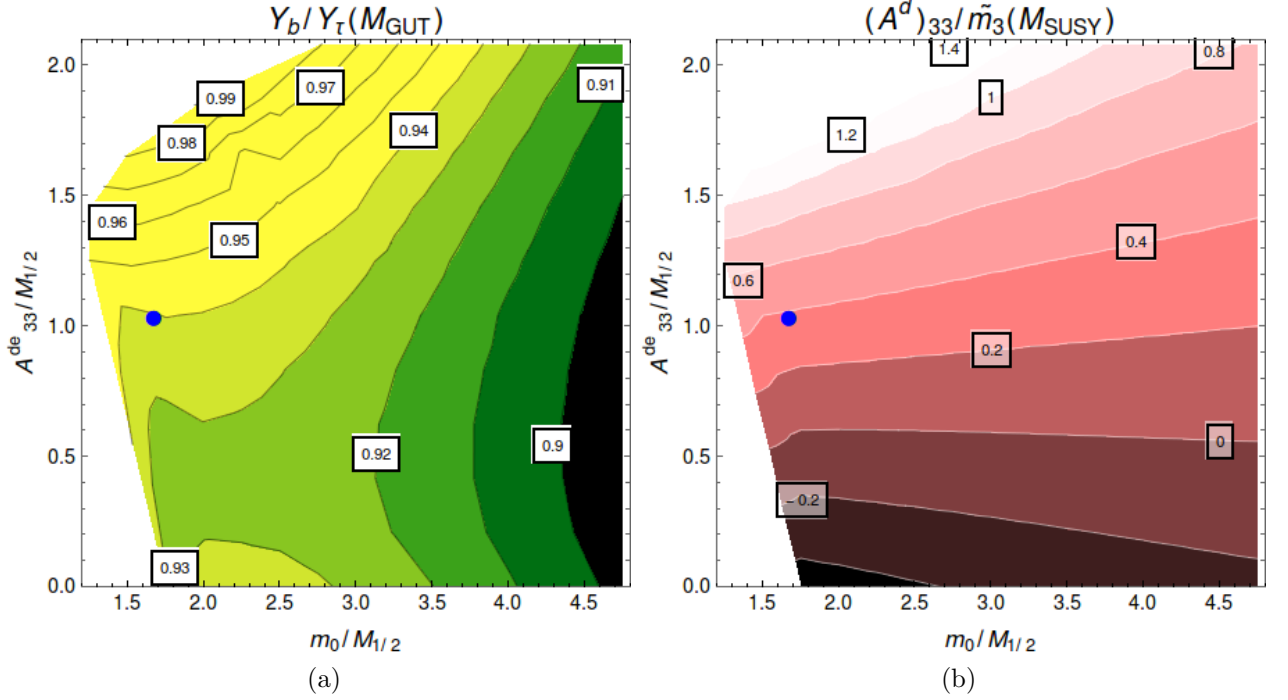 Y_b/Y_τ(M_GUT)
2.0
1.5
1.0
0.5
0.0
A^de_33/M_1/2
0.99
0.97
0.91
0.98
0.94
0.96
0.95
0.92
0.9
0.93
1.5 2.0 2.5 3.0 3.5 4.0 4.5
m_0/M_1/2
(a)
(A^d)_33/m̃_3(M_SUSY)
2.0
1.5
1.0
0.5
0.0
A^de_33/M_1/2
1.4
0.8
1
1.2
0.4
0.6
0.2
0
-0.2
1.5 2.0 2.5 3.0 3.5 4.0 4.5
m_0/M_1/2
(b)